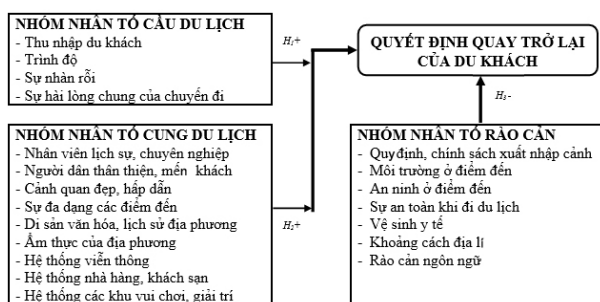 NHÓM NHÂN TỐ CẦU DU LỊCH
- Thu nhập du khách
- Trình độ
- Sự nhàn rỗi
- Sự hài lòng chung của chuyến đi
H1+
QUYẾT ĐỊNH QUAY TRỞ LẠI
CỦA DU KHÁCH
H3-
NHÓM NHÂN TỐ CUNG DU LỊCH
- Nhân viên lịch sự, chuyên nghiệp
- Người dân thân thiện, mến khách
- Cảnh quan đẹp, hấp dẫn
- Sự đa dạng các điểm đến
- Di sản văn hóa, lịch sử địa phương
- Ẩm thực của địa phương
- Hệ thống viễn thông
- Hệ thống nhà hàng, khách sạn
- Hệ thống các khu vui chơi, giải trí
H2+
NHÓM NHÂN TỐ RÀO CẢN
- Quy định, chính sách xuất nhập cảnh
- Môi trường ở điểm đến
- An ninh ở điểm đến
- Sự an toàn khi đi du lịch
- Vệ sinh y tế
- Khoảng cách địa lí
- Rào cản ngôn ngữ